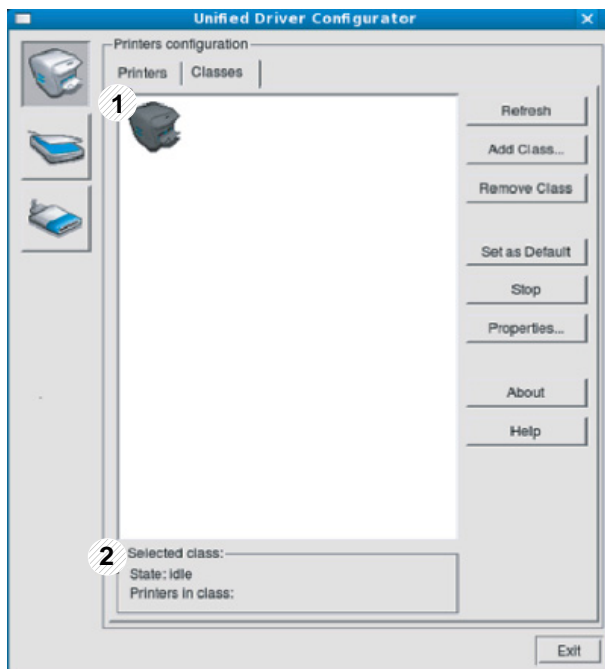 Unified Driver Configurator
Printers configuration
Printers
Classes
1
Refresh
Add Class...
Remove Class
Set as Default
Stop
Properties...
About
Help
2
Selected class:
State: idle
Printers in class:
Exit